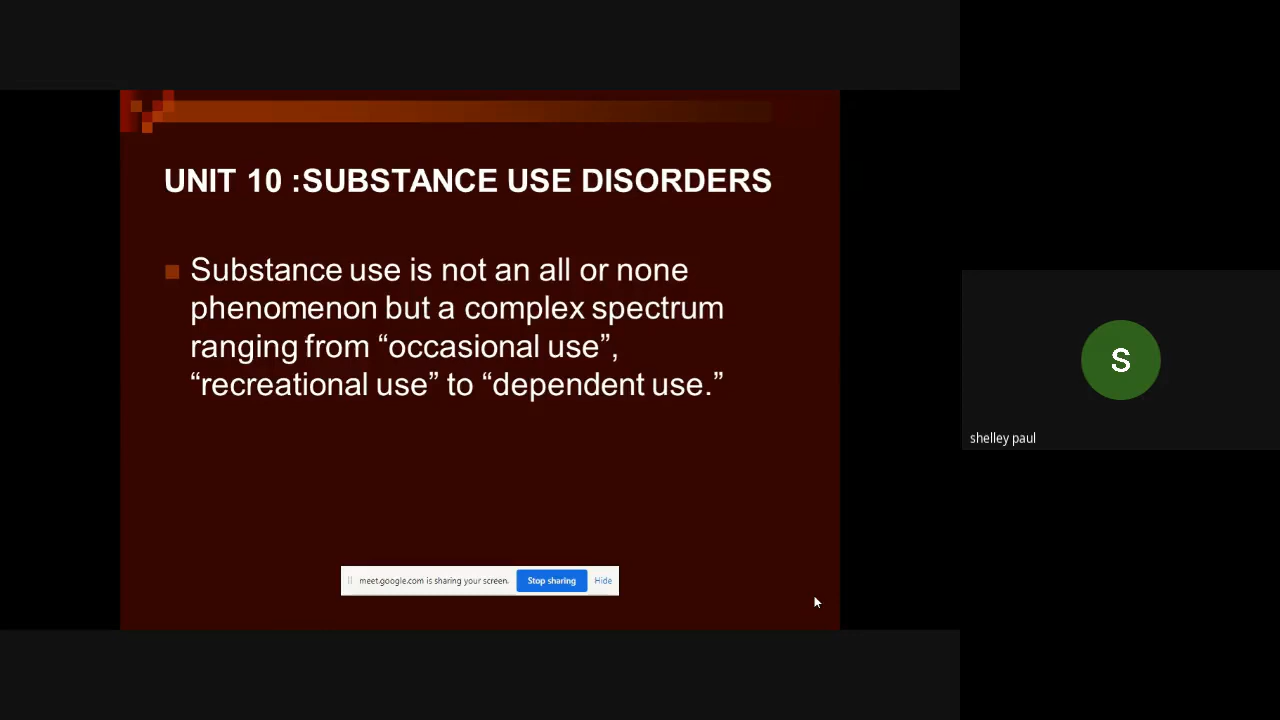 UNIT 10 :SUBSTANCE USE DISORDERS
Substance use is not an all or none
phenomenon but a complex spectrum
ranging from “occasional use”,
“recreational use” to “dependent use.”
meet.google.com is sharing your screen. Stop sharing Hide
S
shelley paul